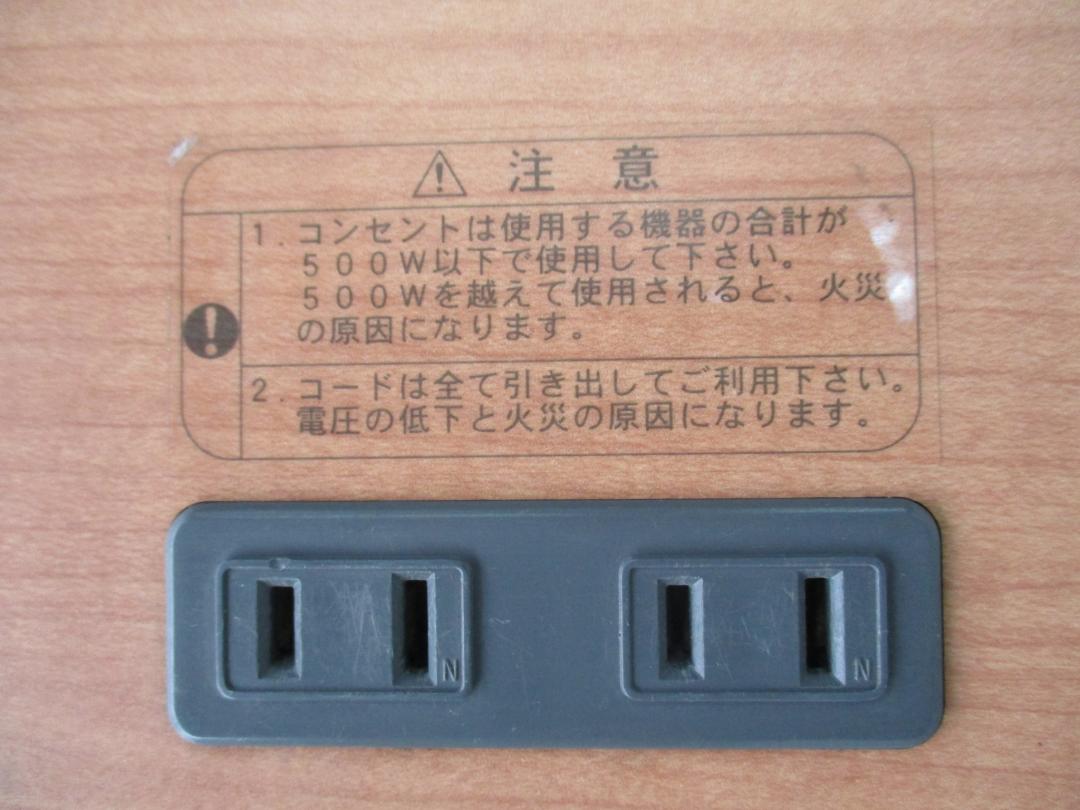 注 意
1. コンセントは使用する機器の合計が
５００W以下で使用して下さい。
５００Wを越えて使用されると、火災
の原因になります。
2. コードは全て引き出してご利用下さい。
電圧の低下と火災の原因になります。
N
N